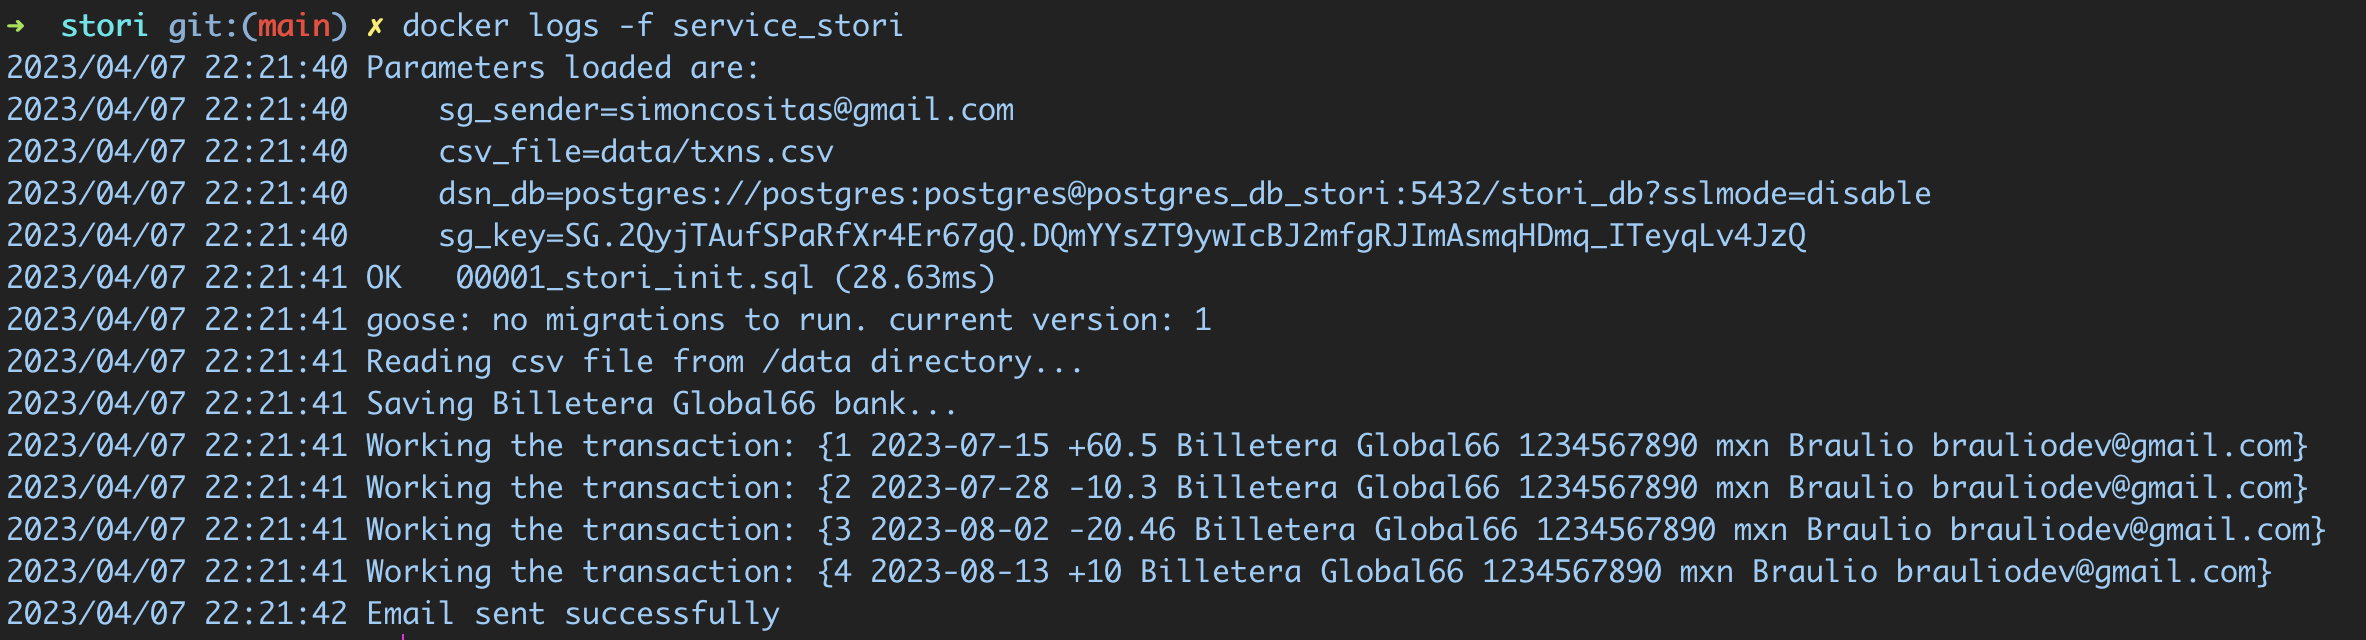 ➜ stori git:(main) ✗ docker logs -f service_stori
2023/04/07 22:21:40 Parameters loaded are:
2023/04/07 22:21:40 sg_sender=simoncositas@gmail.com
2023/04/07 22:21:40 csv_file=data/txns.csv
2023/04/07 22:21:40 dsn_db=postgres://postgres:postgres@postgres_db_stori:5432/stori_db?sslmode=disable
2023/04/07 22:21:40 sg_key=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
2023/04/07 22:21:41 OK 00001_stori_init.sql (28.63ms)
2023/04/07 22:21:41 goose: no migrations to run. current version: 1
2023/04/07 22:21:41 Reading csv file from /data directory...
2023/04/07 22:21:41 Saving Billetera Global66 bank...
2023/04/07 22:21:41 Working the transaction: {1 2023-07-15 +60.5 Billetera Global66 1234567890 mxn Braulio brauliodev@gmail.com}
2023/04/07 22:21:41 Working the transaction: {2 2023-07-28 -10.3 Billetera Global66 1234567890 mxn Braulio brauliodev@gmail.com}
2023/04/07 22:21:41 Working the transaction: {3 2023-08-02 -20.46 Billetera Global66 1234567890 mxn Braulio brauliodev@gmail.com}
2023/04/07 22:21:41 Working the transaction: {4 2023-08-13 +10 Billetera Global66 1234567890 mxn Braulio brauliodev@gmail.com}
2023/04/07 22:21:42 Email sent successfully